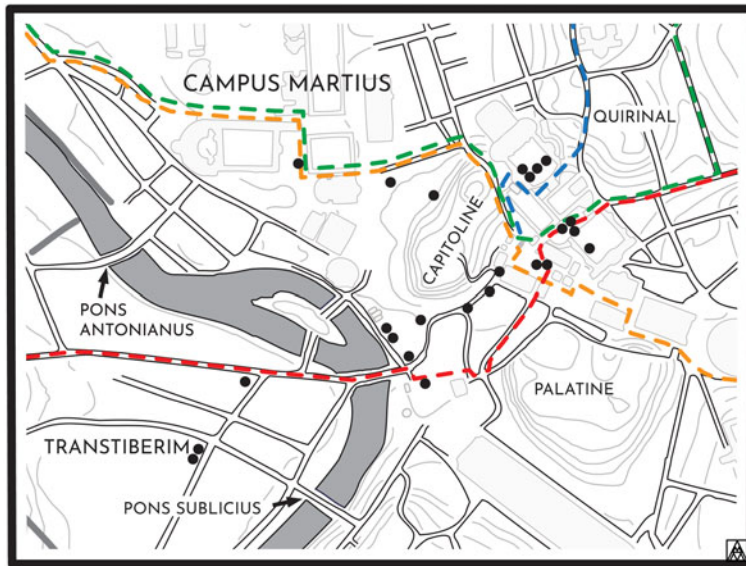 CAMPUS MARTIUS
QUIRINAL
CAPITOLINE
PONS
ANTONIANUS
PALATINE
TRANSTIBERIM
PONS SUBLICIUS